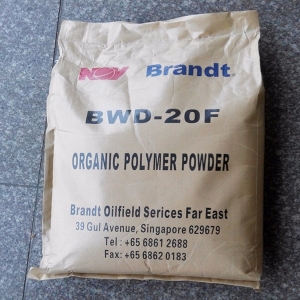 NOV Brandt
BWD-20F
ORGANIC POLYMER POWDER
Brandt Oilfield Serices Far East
39 Gul Avenue, Singapore 629679
Tel : +65 6861 2688
Fax: +65 6862 0183